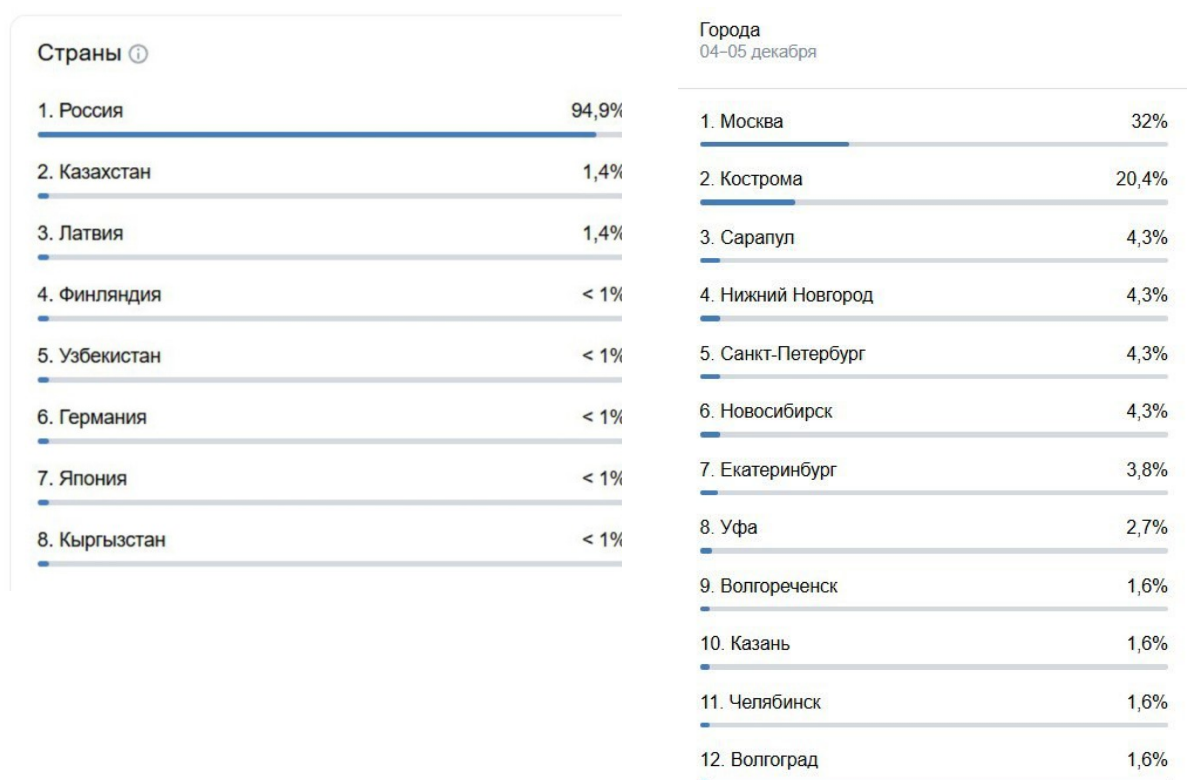 Страны
1. Россия 94,9%
2. Казахстан 1,4%
3. Латвия 1,4%
4. Финляндия < 1%
5. Узбекистан < 1%
6. Германия < 1%
7. Япония < 1%
8. Кыргызстан < 1%
Города
04–05 декабря
1. Москва 32%
2. Кострома 20,4%
3. Сарапул 4,3%
4. Нижний Новгород 4,3%
5. Санкт-Петербург 4,3%
6. Новосибирск 4,3%
7. Екатеринбург 3,8%
8. Уфа 2,7%
9. Волгореченск 1,6%
10. Казань 1,6%
11. Челябинск 1,6%
12. Волгоград 1,6%